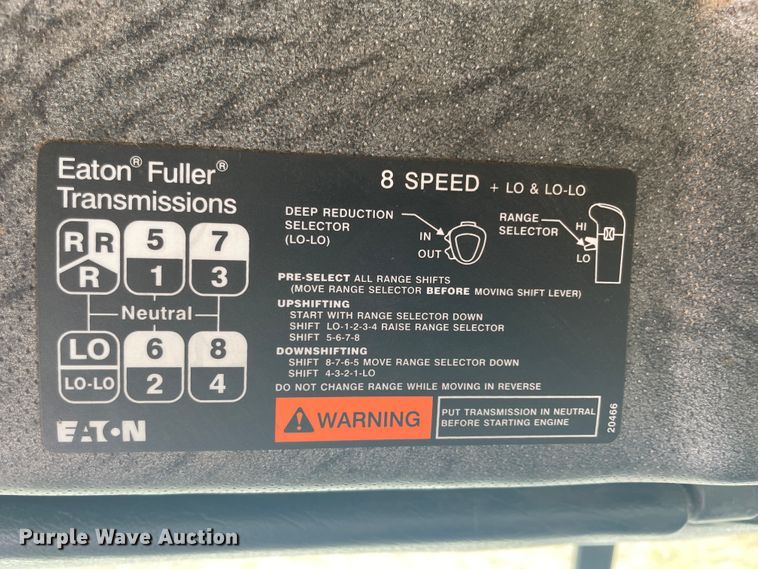 Eaton® Fuller®
Transmissions
8 SPEED + LO & LO-LO
DEEP REDUCTION
SELECTOR
(LO-LO)
IN
OUT
RANGE
SELECTOR
HI
LO
R R 5 7
R 1 3
Neutral
LO 6 8
LO-LO 2 4
PRE-SELECT ALL RANGE SHIFTS
(MOVE RANGE SELECTOR BEFORE MOVING SHIFT LEVER)
UPSHIFTING
START WITH RANGE SELECTOR DOWN
SHIFT LO-1-2-3-4 RAISE RANGE SELECTOR
SHIFT 5-6-7-8
DOWNSHIFTING
SHIFT 8-7-6-5 MOVE RANGE SELECTOR DOWN
SHIFT 4-3-2-1-LO
DO NOT CHANGE RANGE WHILE MOVING IN REVERSE
EATON
WARNING
PUT TRANSMISSION IN NEUTRAL
BEFORE STARTING ENGINE
20466
Purple Wave Auction
Purple Wave Auction